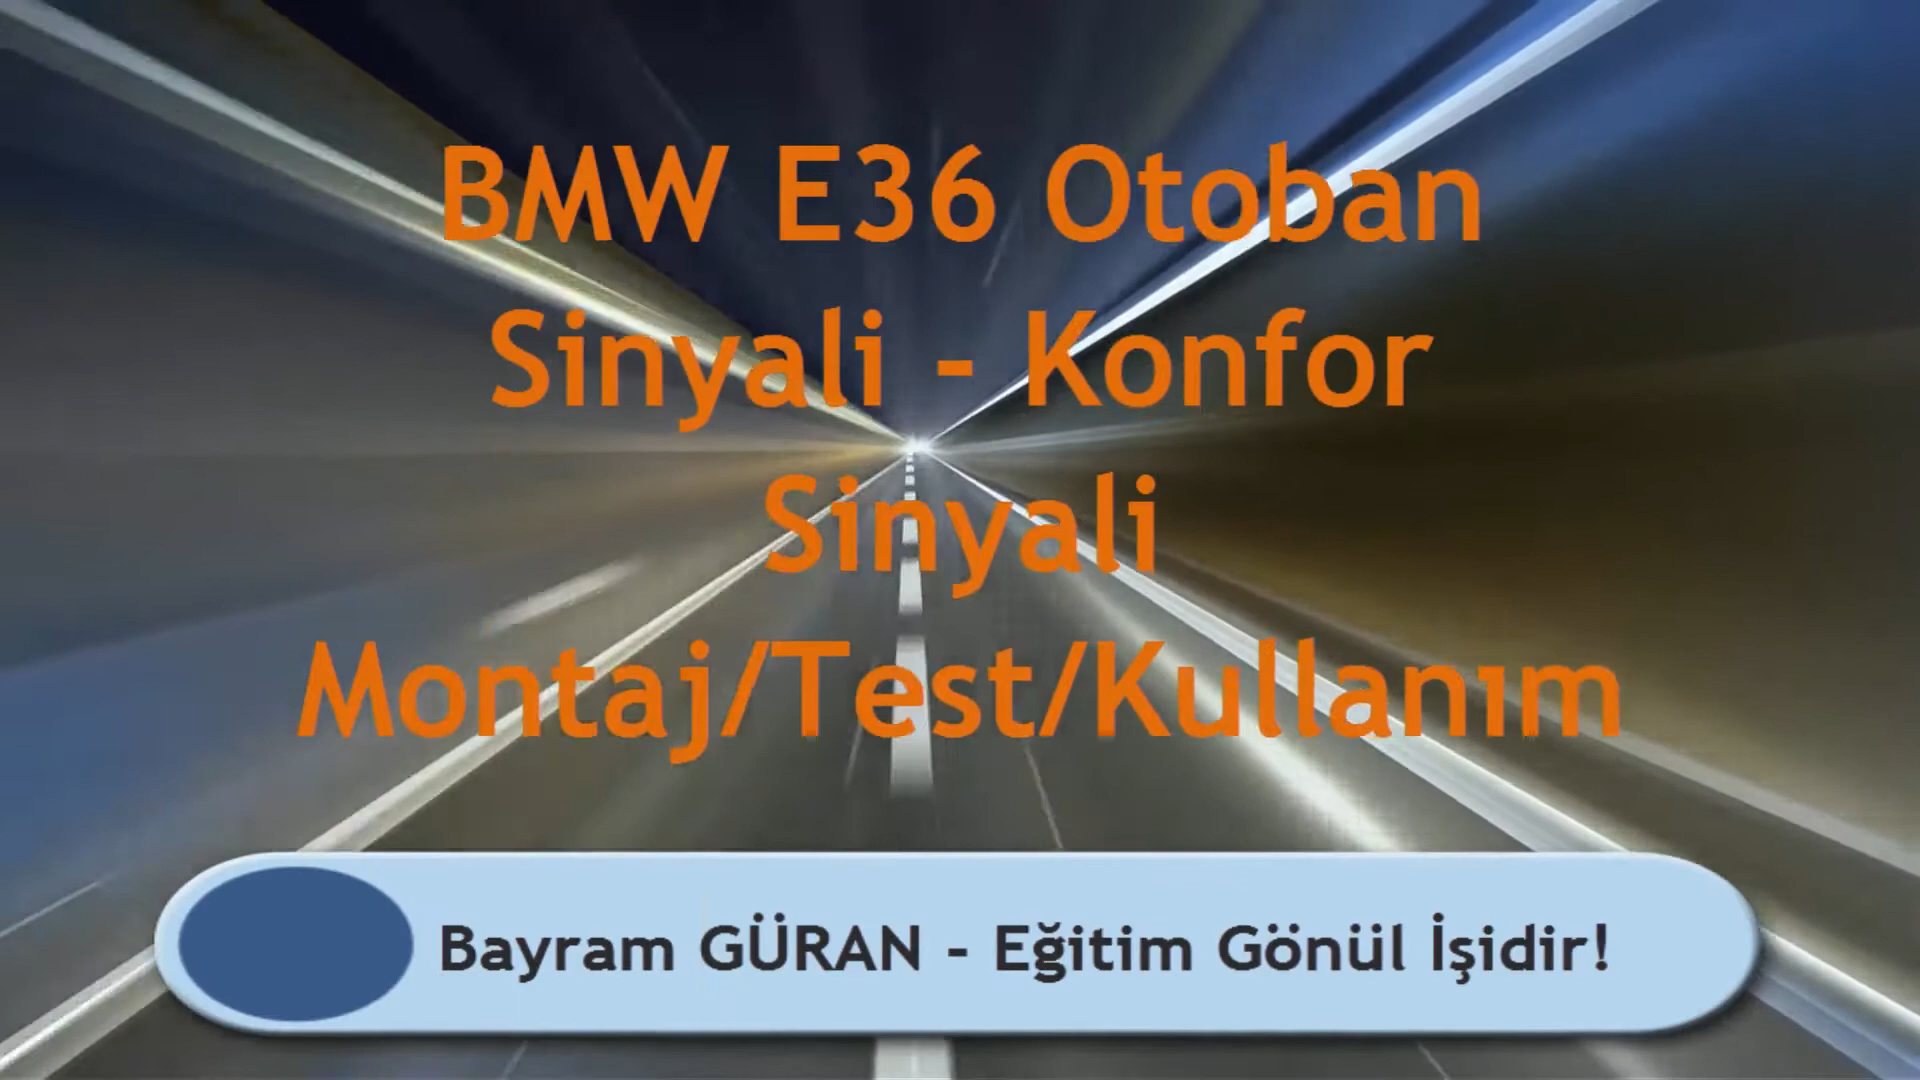 BMW E36 Otoban
Sinyali - Konfor
Sinyali
Montaj/Test/Kullanım
Bayram GÜRAN - Eğitim Gönül İşidir!